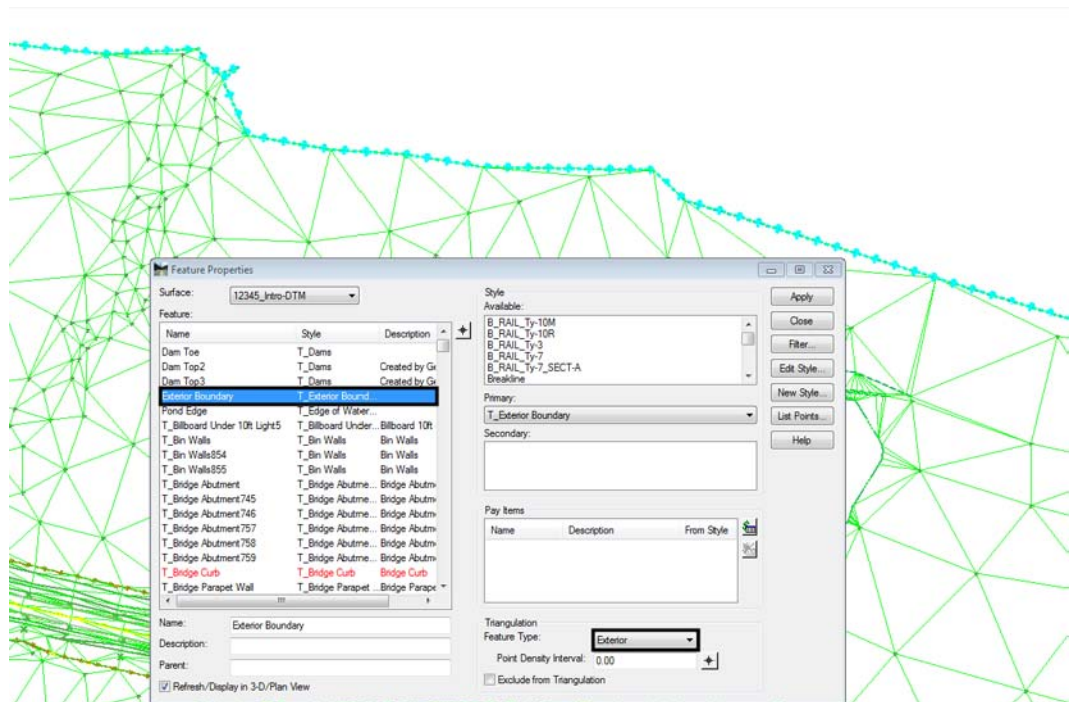 Feature Properties
Surface:
12345_Intro-DTM
Feature:
Name Style Description
Dam Toe T_Dams
Dam Top2 T_Dams Created by Ge
Dam Top3 T_Dams Created by Ge
Exterior Boundary T_Exterior Bound...
Pond Edge T_Edge of Water...
T_Billboard Under 10ft Light5 T_Billboard Under... Billboard 10ft
T_Bin Walls T_Bin Walls Bin Walls
T_Bin Walls854 T_Bin Walls Bin Walls
T_Bin Walls855 T_Bin Walls Bin Walls
T_Bridge Abutment T_Bridge Abutme... Bridge Abutm
T_Bridge Abutment745 T_Bridge Abutme... Bridge Abutm
T_Bridge Abutment746 T_Bridge Abutme... Bridge Abutm
T_Bridge Abutment757 T_Bridge Abutme... Bridge Abutm
T_Bridge Abutment758 T_Bridge Abutme... Bridge Abutm
T_Bridge Abutment759 T_Bridge Abutme... Bridge Abutm
T_Bridge Curb T_Bridge Curb Bridge Curb
T_Bridge Parapet Wall T_Bridge Parapet ... Bridge Parape
Name: Exterior Boundary
Description:
Parent:
Refresh/Display in 3-D/Plan View
Style
Available:
B_RAIL_Ty-10M
B_RAIL_Ty-10R
B_RAIL_Ty-3
B_RAIL_Ty-7
B_RAIL_Ty-7_SECT-A
Breakline
Primary:
T_Exterior Boundary
Secondary:
Pay Items
Name Description From Style
Triangulation
Feature Type: Exterior
Point Density Interval: 0.00
Exclude from Triangulation
Apply
Close
Filter...
Edit Style...
New Style...
List Points...
Help